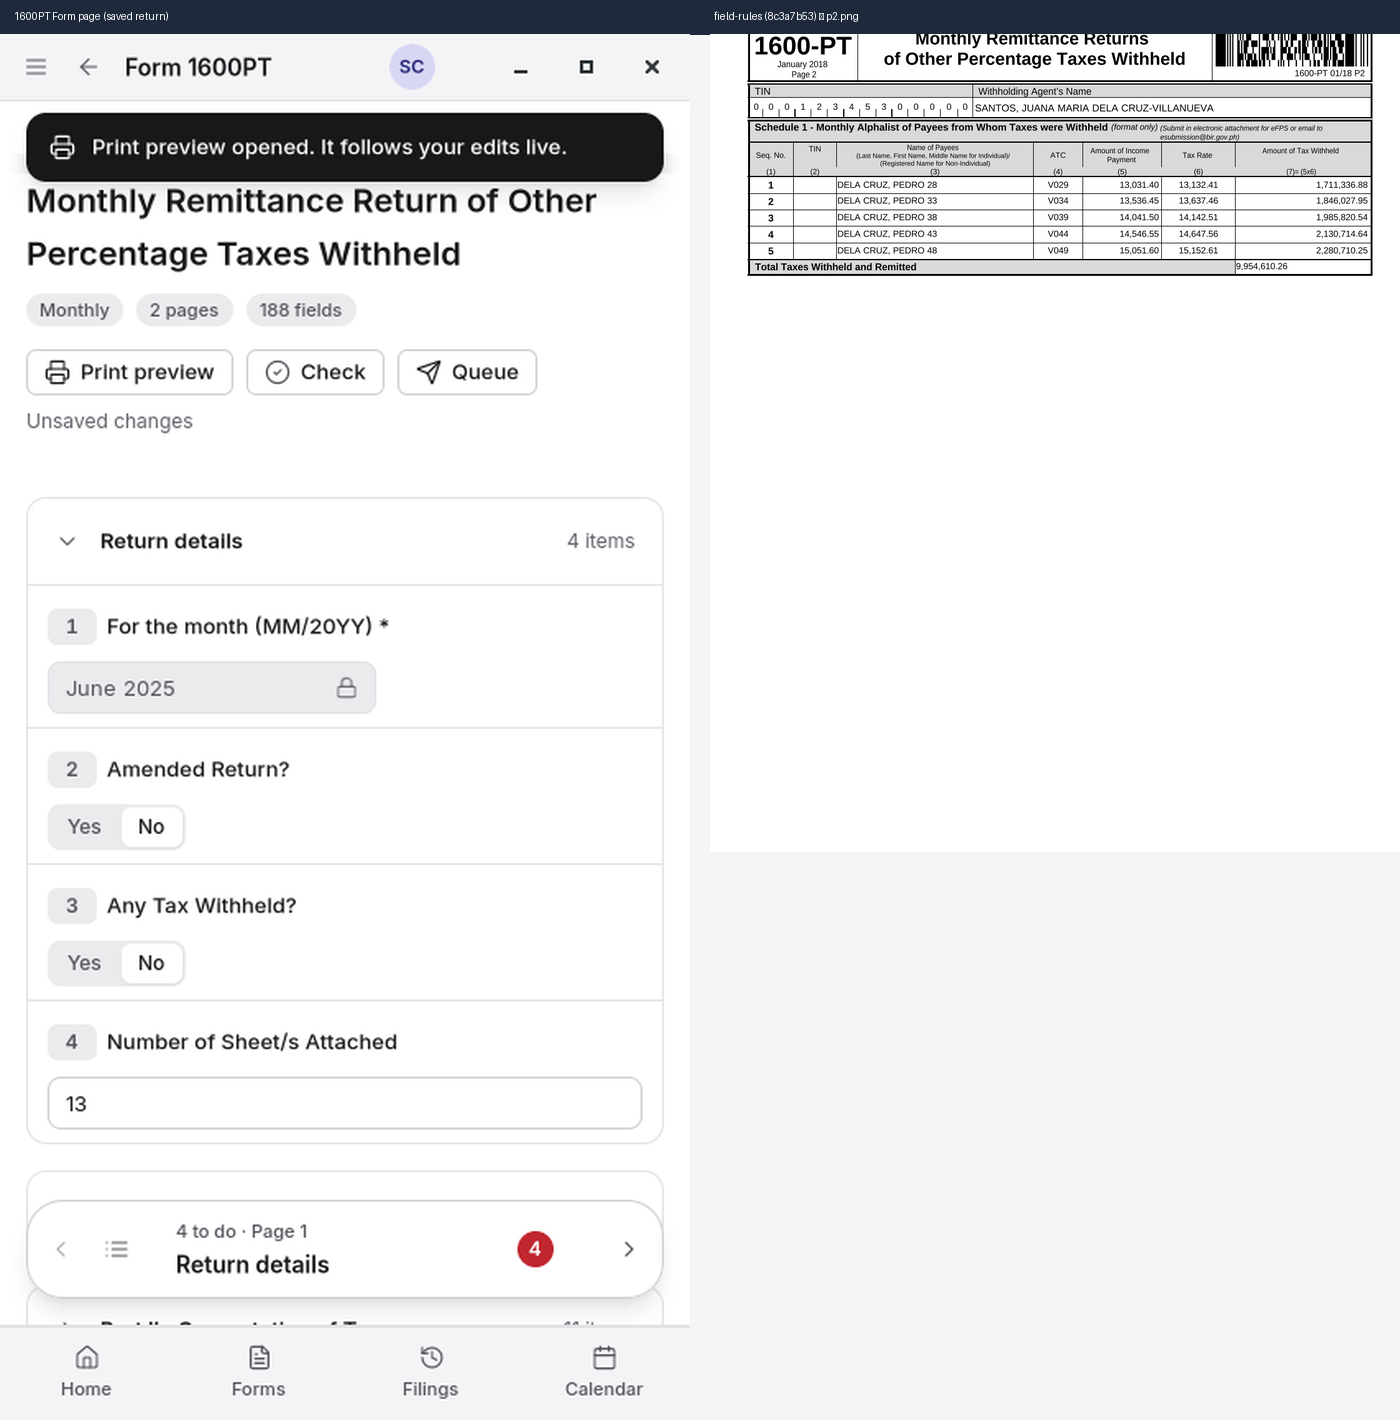 1600PT Form page (saved return)
Form 1600PT
SC
Print preview opened. It follows your edits live.
Monthly Remittance Return of Other
Percentage Taxes Withheld
Monthly
2 pages
188 fields
Print preview
Check
Queue
Unsaved changes
Return details
4 items
1 For the month (MM/20YY) *
June 2025
2 Amended Return?
Yes No
3 Any Tax Withheld?
Yes No
4 Number of Sheet/s Attached
13
4 to do · Page 1
Return details
4
Home
Forms
Filings
Calendar
field-rules (8c3a7b53) p2.png
1600-PT
January 2018
Page 2
Monthly Remittance Returns
of Other Percentage Taxes Withheld
1600-PT 01/18 P2
TIN
Withholding Agent's Name
0 0 0 1 2 3 4 5 3 0 0 0 0 0
SANTOS, JUANA MARIA DELA CRUZ-VILLANUEVA
Schedule 1 - Monthly Alphalist of Payees from Whom Taxes were Withheld (format only) (Submit in electronic attachment for eFPS or email to
esubmission@bir.gov.ph)
Seq. No.
(1)
TIN
(2)
Name of Payees
(Last Name, First Name, Middle Name for Individual)/
(Registered Name for Non-Individual)
(3)
ATC
(4)
Amount of Income
Payment
(5)
Tax Rate
(6)
Amount of Tax Withheld
(7)= (5x6)
1 DELA CRUZ, PEDRO 28 V029 13,031.40 13,132.41 1,711,336.88
2 DELA CRUZ, PEDRO 33 V034 13,536.45 13,637.46 1,846,027.95
3 DELA CRUZ, PEDRO 38 V039 14,041.50 14,142.51 1,985,820.54
4 DELA CRUZ, PEDRO 43 V044 14,546.55 14,647.56 2,130,714.64
5 DELA CRUZ, PEDRO 48 V049 15,051.60 15,152.61 2,280,710.25
Total Taxes Withheld and Remitted 9,954,610.26